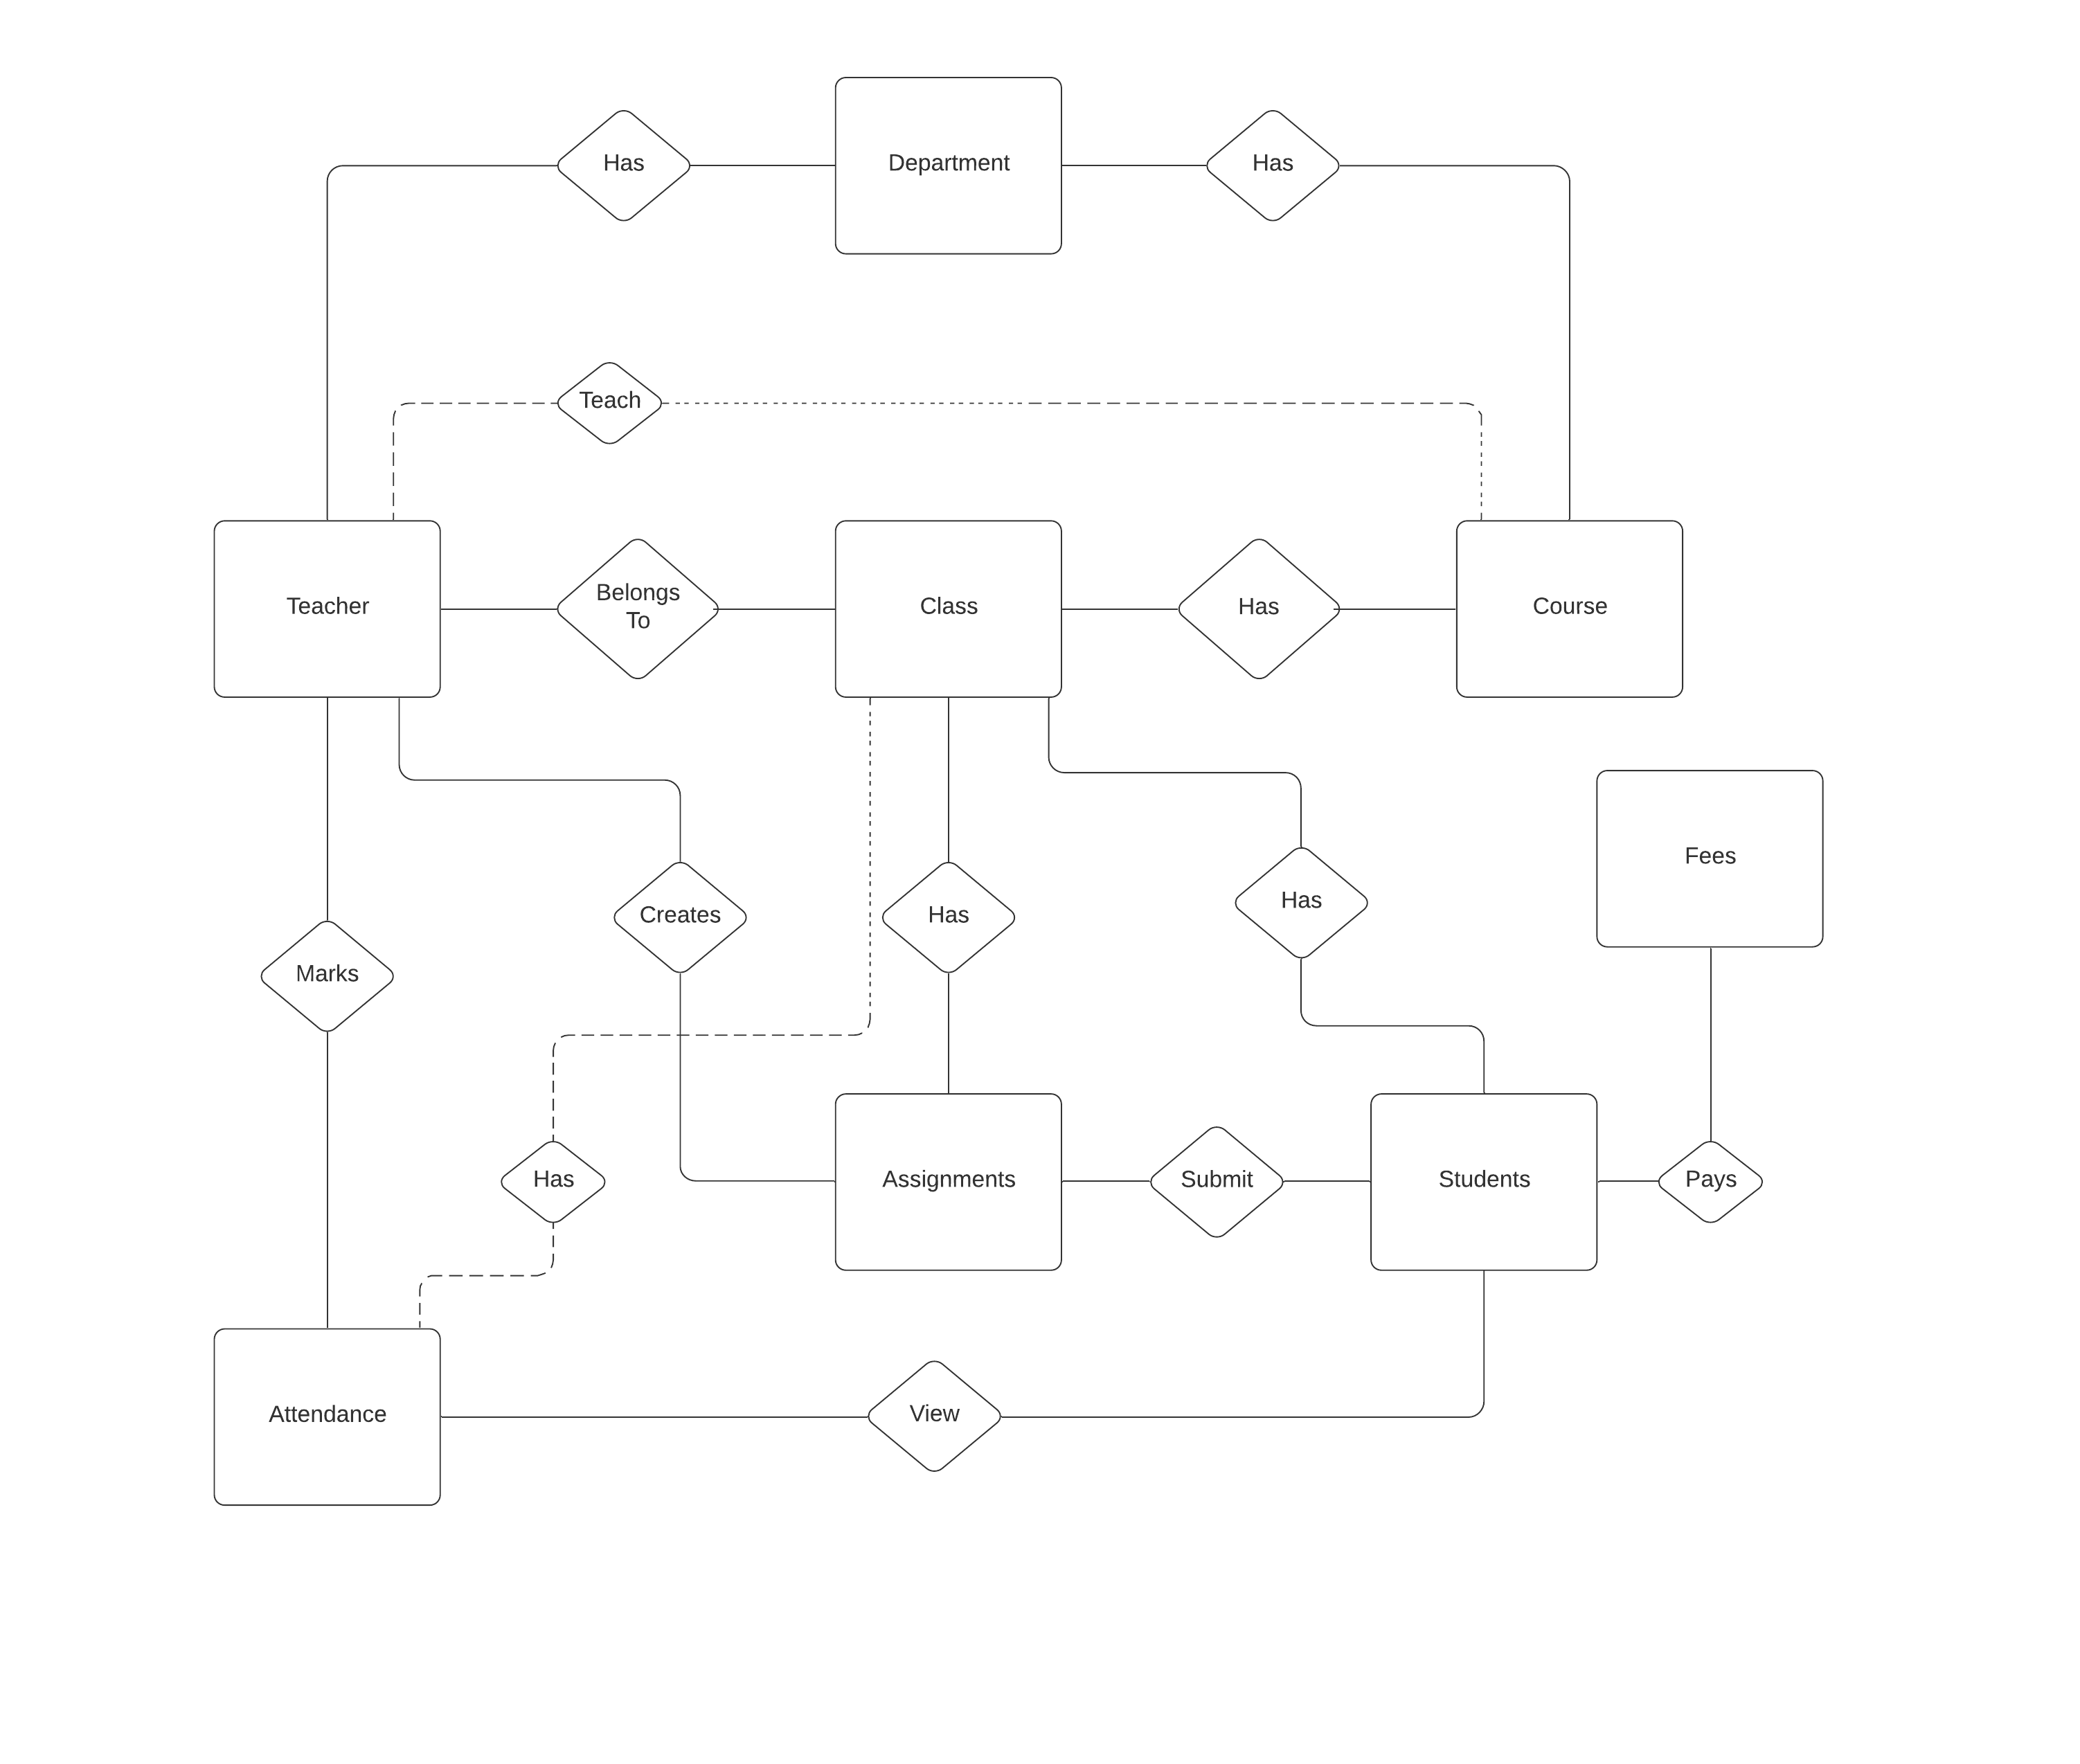 Has
Department
Has
Teach
Teacher
Belongs
To
Class
Has
Course
Fees
Creates
Has
Has
Marks
Has
Assignments
Submit
Students
Pays
Attendance
View